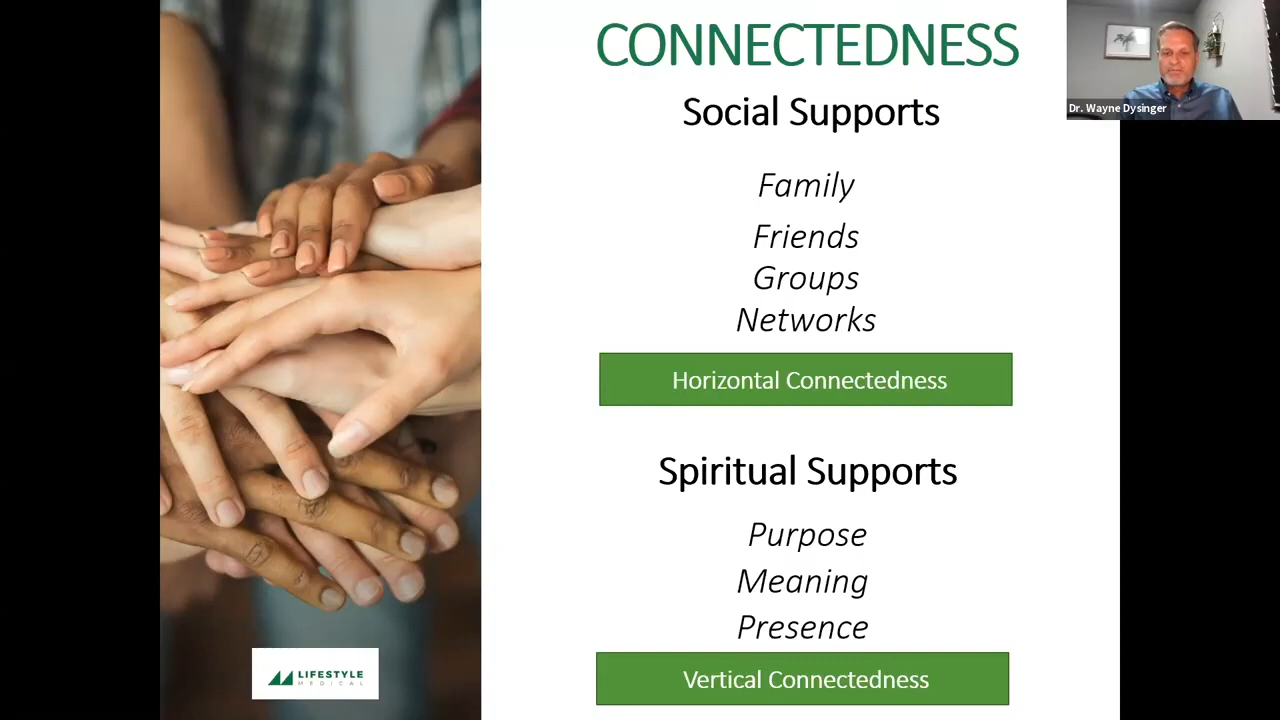 CONNECTEDNESS
Social Supports
Family
Friends
Groups
Networks
Horizontal Connectedness
Spiritual Supports
Purpose
Meaning
Presence
Vertical Connectedness
LIFESTYLE
MEDICAL
Dr. Wayne Dysinger